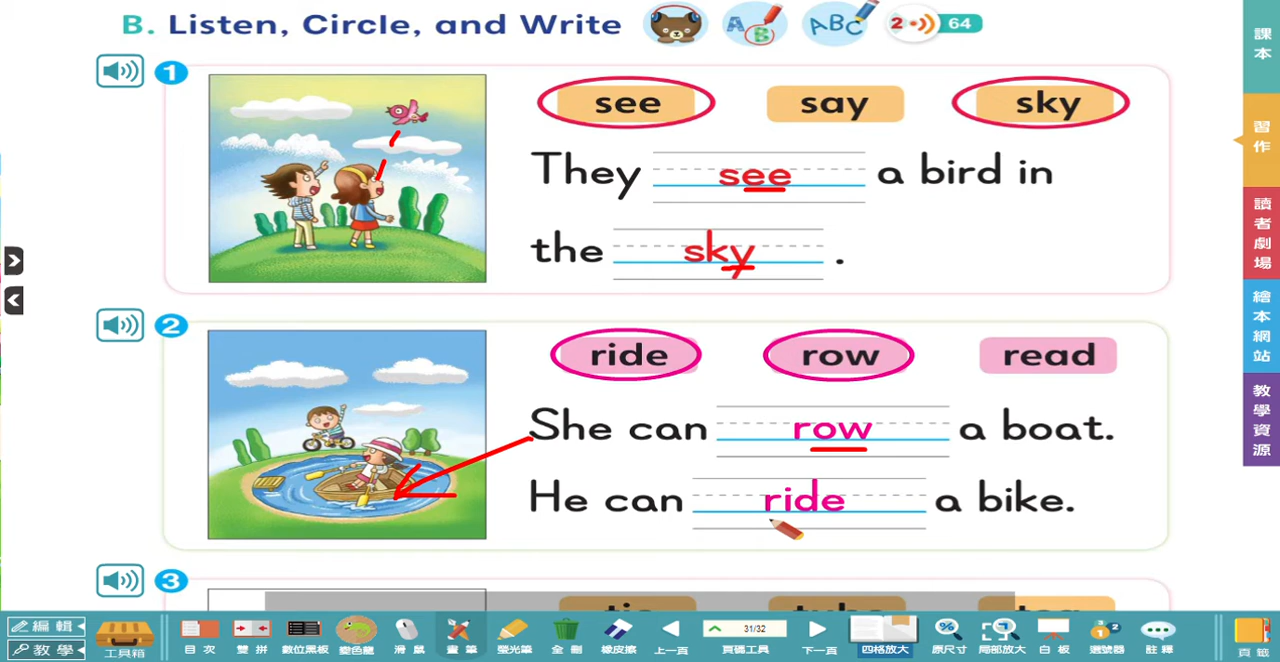 B. Listen, Circle, and Write
A B
ABC
2
64
1
see say sky
They see a bird in
the sky .
2
ride row read
She can row a boat.
He can ride a bike.
3
課本
習作
讀者劇場
繪本網站
教學資源
編輯
教學
工具箱
目次
雙拼
數位黑板
變色龍
滑鼠
畫筆
螢光筆
全刪
橡皮擦
上一頁
31/32
頁碼工具
下一頁
四格放大
原尺寸
局部放大
白板
1 2 3
選號器
註釋
頁籤